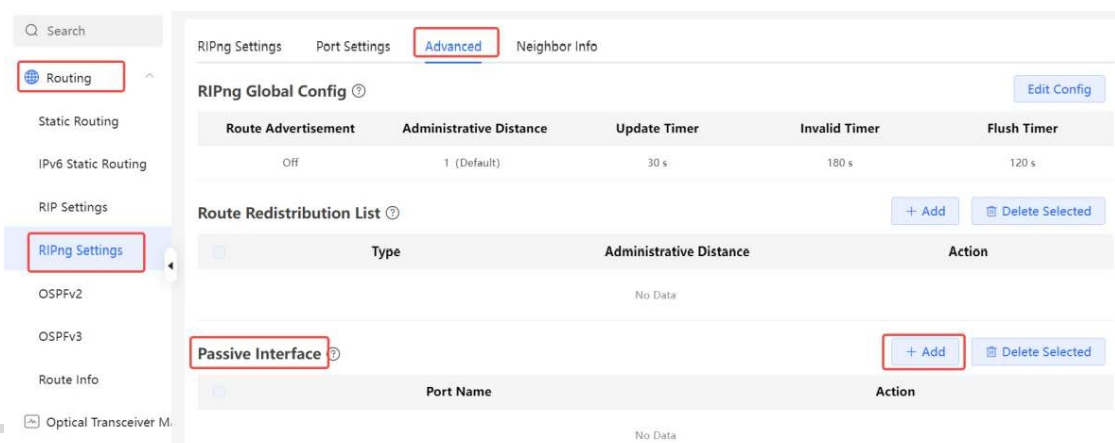 Search
Routing
Static Routing
IPv6 Static Routing
RIP Settings
RIPng Settings
OSPFv2
OSPFv3
Route Info
Optical Transceiver Ma
RIPng Settings Port Settings Advanced Neighbor Info
RIPng Global Config Edit Config
Route Advertisement Administrative Distance Update Timer Invalid Timer Flush Timer
Off 1 (Default) 30 s 180 s 120 s
Route Redistribution List + Add Delete Selected
Type Administrative Distance Action
No Data
Passive Interface + Add Delete Selected
Port Name Action
No Data